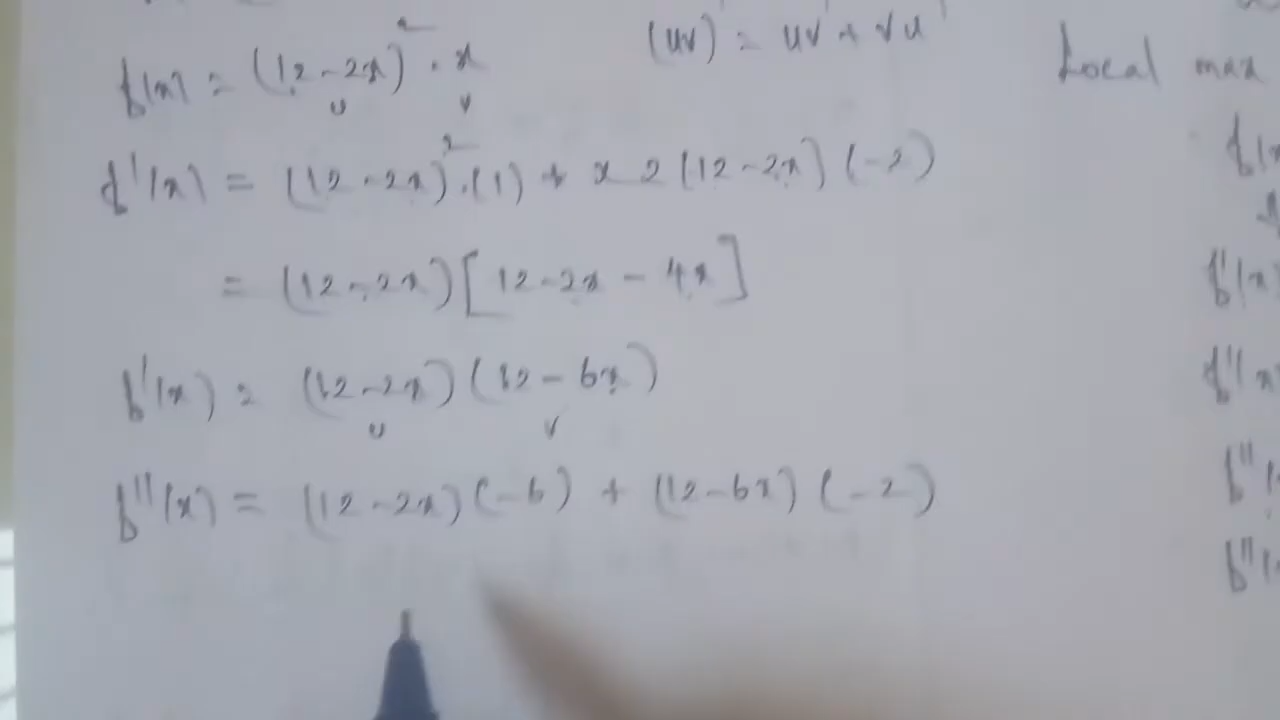 f(x) = (12-2x)² . x
u v
(uv)' = uv' + vu'
f'(x) = (12-2x)² . (1) + x 2 (12-2x) (-2)
= (12-2x) [12-2x - 4x]
f'(x) = (12-2x) (12 - 6x)
u v
f''(x) = (12-2x) (-6) + (12-6x) (-2)
Local max
f(x
f'(x)
f'(x)
f''(
f''(